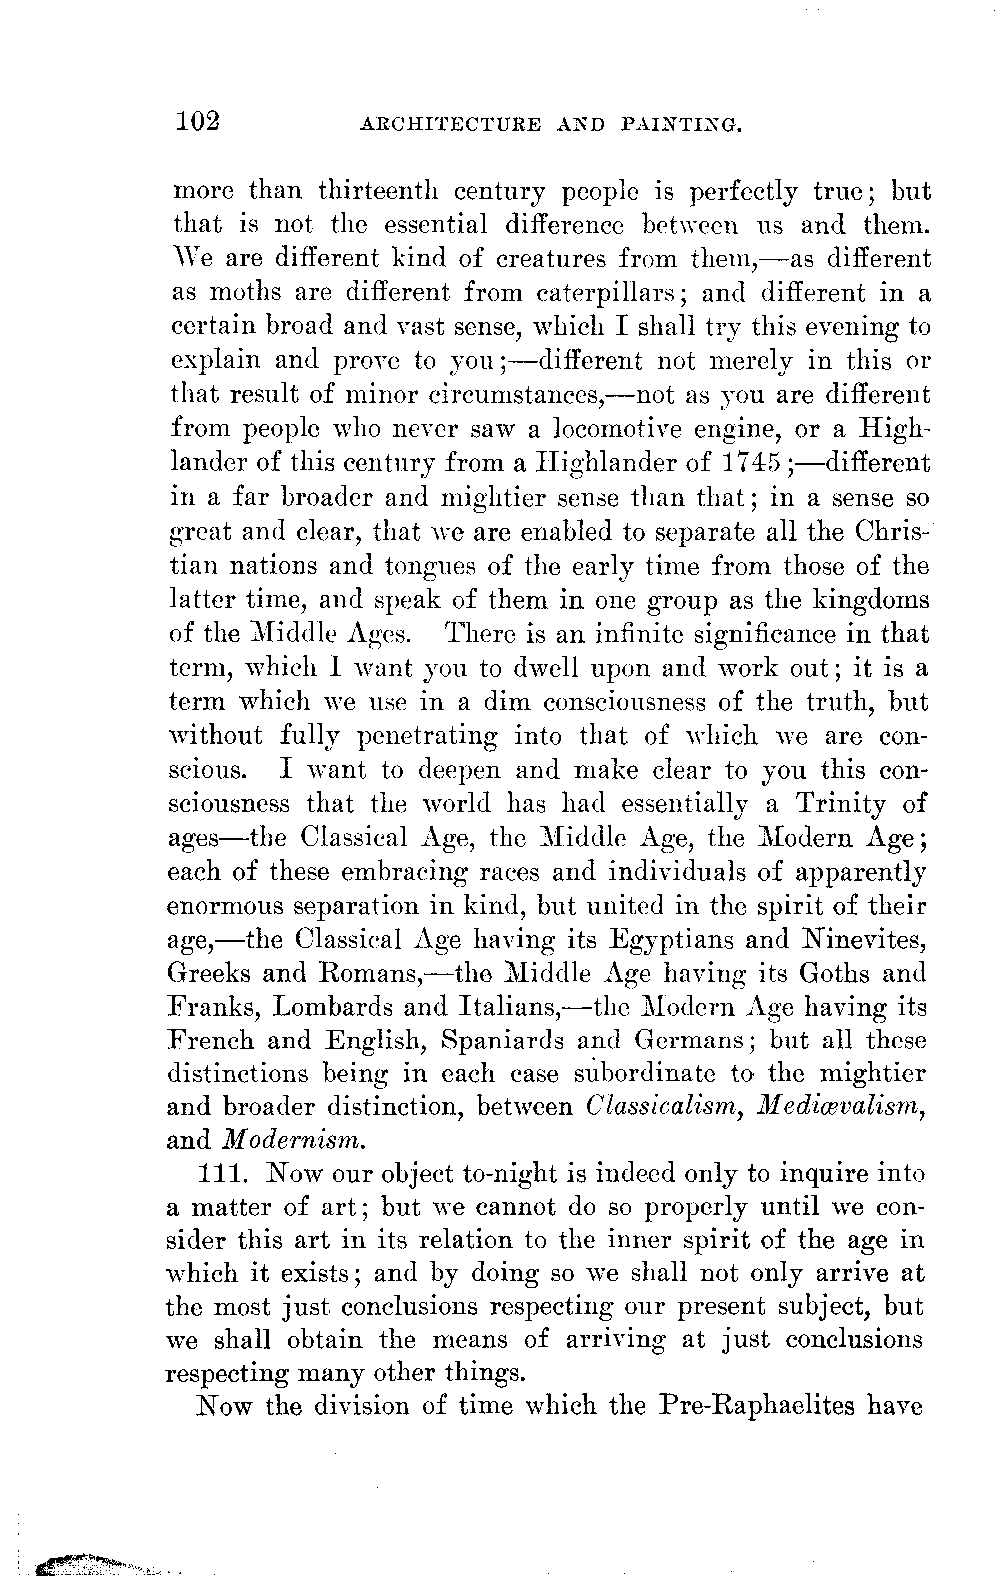 102 ARCHITECTURE AND PAINTING.
more than thirteenth century people is perfectly true; but
that is not the essential difference between us and them.
We are different kind of creatures from them,—as different
as moths are different from caterpillars; and different in a
certain broad and vast sense, which I shall try this evening to
explain and prove to you;—different not merely in this or
that result of minor circumstances,—not as you are different
from people who never saw a locomotive engine, or a High-
lander of this century from a Highlander of 1745;—different
in a far broader and mightier sense than that; in a sense so
great and clear, that we are enabled to separate all the Chris-
tian nations and tongues of the early time from those of the
latter time, and speak of them in one group as the kingdoms
of the Middle Ages. There is an infinite significance in that
term, which I want you to dwell upon and work out; it is a
term which we use in a dim consciousness of the truth, but
without fully penetrating into that of which we are con-
scious. I want to deepen and make clear to you this con-
sciousness that the world has had essentially a Trinity of
ages—the Classical Age, the Middle Age, the Modern Age;
each of these embracing races and individuals of apparently
enormous separation in kind, but united in the spirit of their
age,—the Classical Age having its Egyptians and Ninevites,
Greeks and Romans,—the Middle Age having its Goths and
Franks, Lombards and Italians,—the Modern Age having its
French and English, Spaniards and Germans; but all these
distinctions being in each case subordinate to the mightier
and broader distinction, between Classicalism, Mediævalism,
and Modernism.
111. Now our object to-night is indeed only to inquire into
a matter of art; but we cannot do so properly until we con-
sider this art in its relation to the inner spirit of the age in
which it exists; and by doing so we shall not only arrive at
the most just conclusions respecting our present subject, but
we shall obtain the means of arriving at just conclusions
respecting many other things.
Now the division of time which the Pre-Raphaelites have